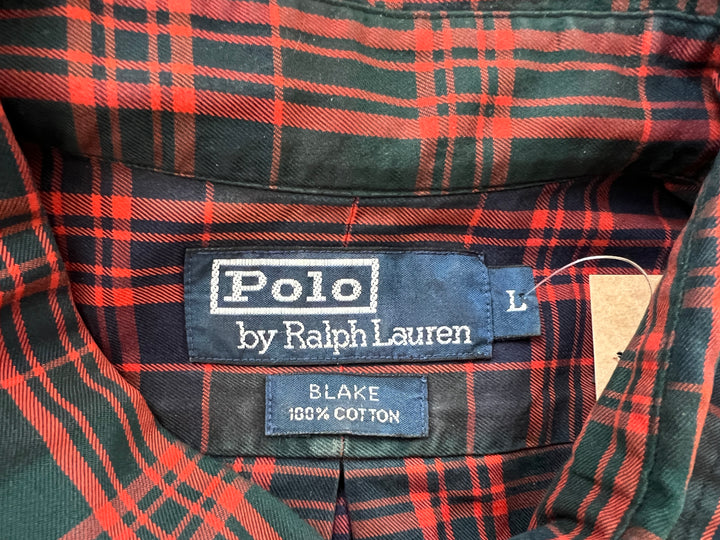 Polo
by Ralph Lauren
L
BLAKE
100% COTTON